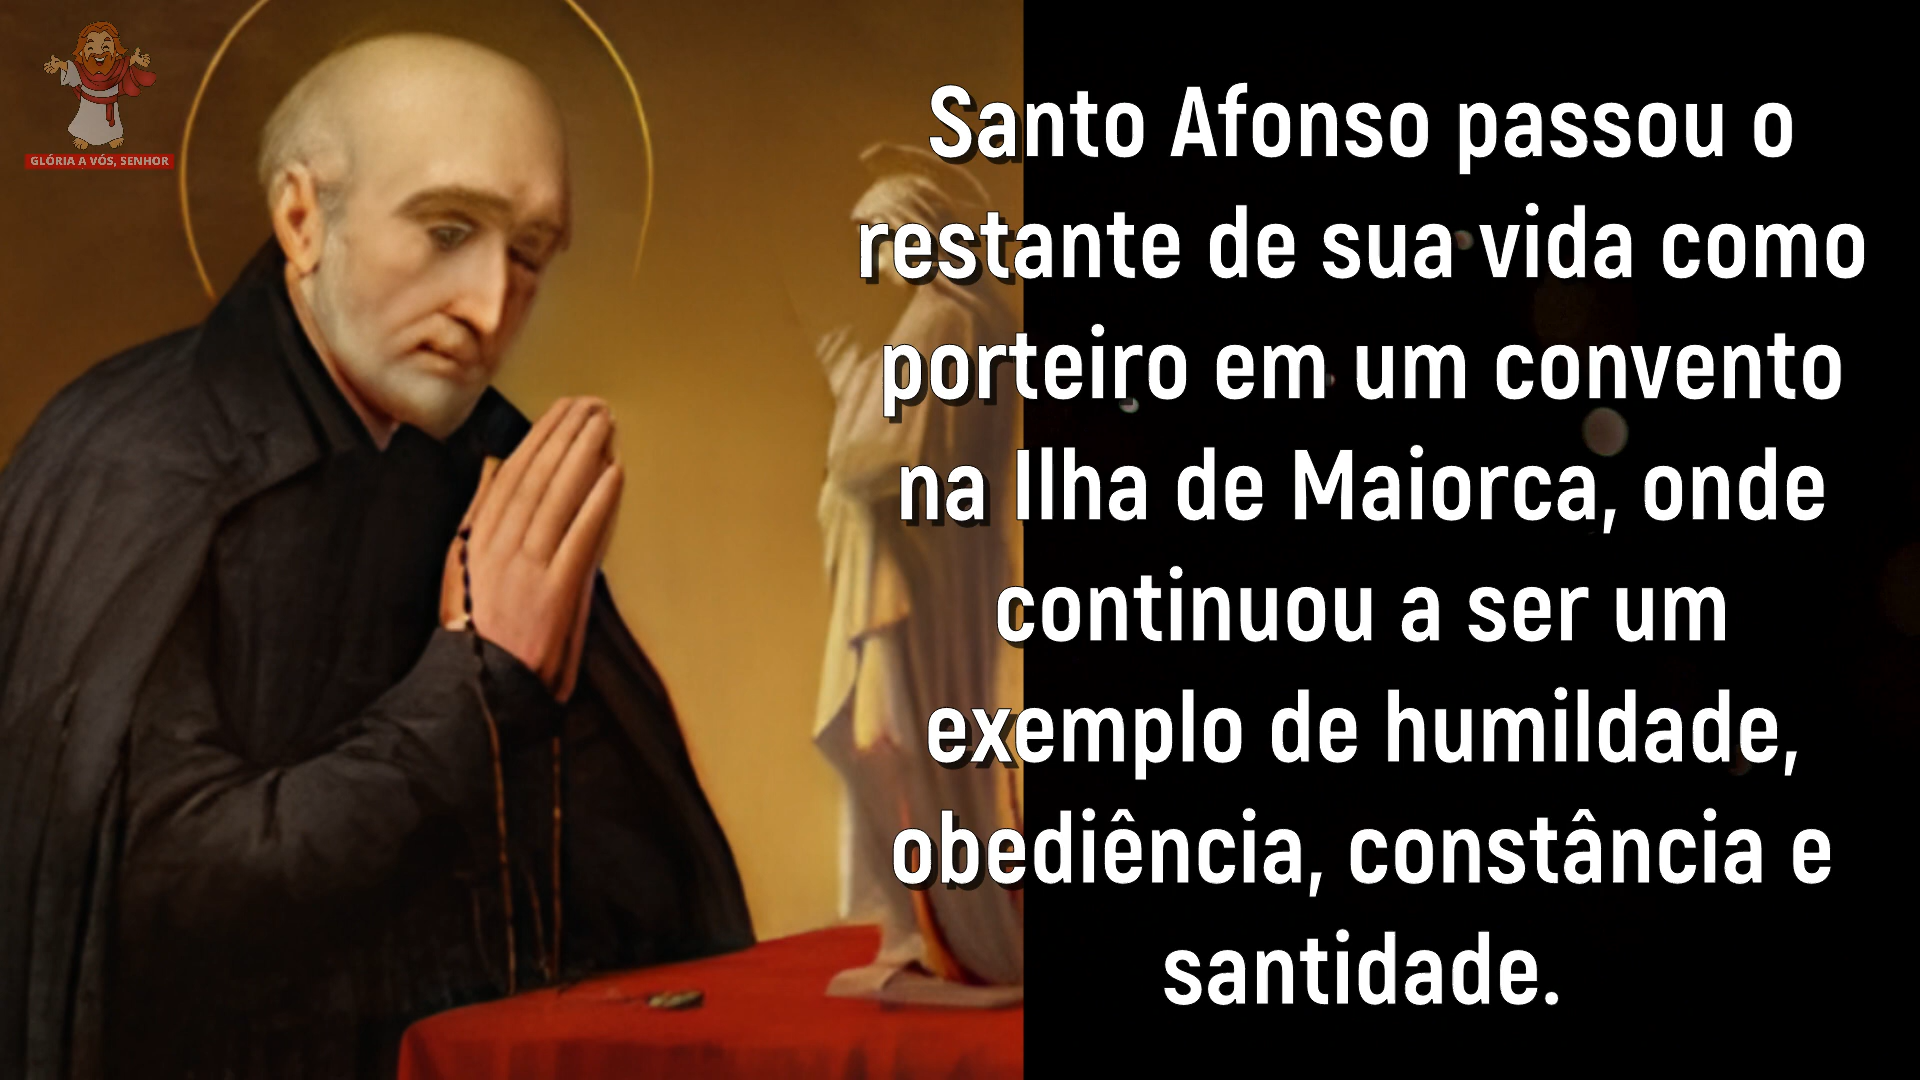 GLÓRIA A VÓS, SENHOR
Santo Afonso passou o
restante de sua vida como
porteiro em um convento
na Ilha de Maiorca, onde
continuou a ser um
exemplo de humildade,
obediência, constância e
santidade.